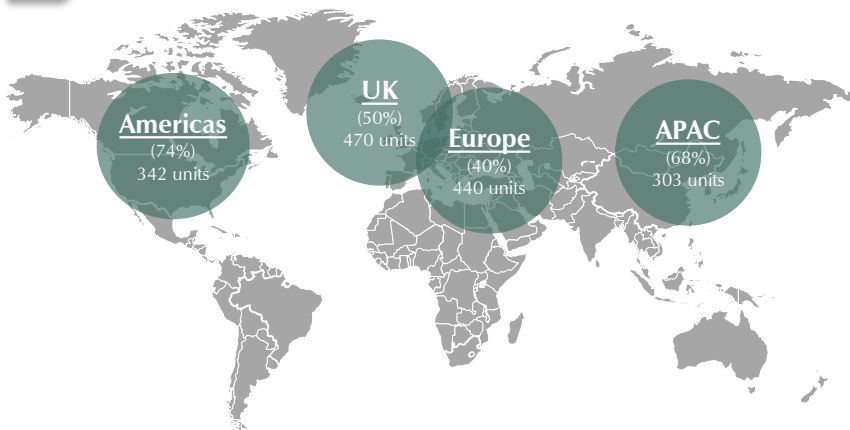 Americas
(74%)
342 units
UK
(50%)
470 units
Europe
(40%)
440 units
APAC
(68%)
303 units